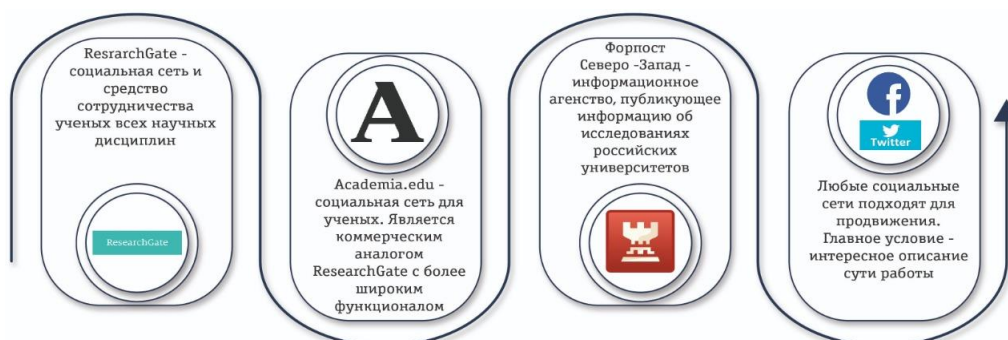 ResrarchGate -
социальная сеть и
средство
сотрудничества
ученых всех научных
дисциплин
ResearchGate
A
Academia.edu -
социальная сеть для
ученых. Является
коммерческим
аналогом
ResearchGate с более
широким
функционалом
Форпост
Северо -Запад -
информационное
агенство, публикующее
информацию об
исследованиях
российских
университетов
f
Twitter
Любые социальные
сети подходят для
продвижения.
Главное условие -
интересное описание
сути работы